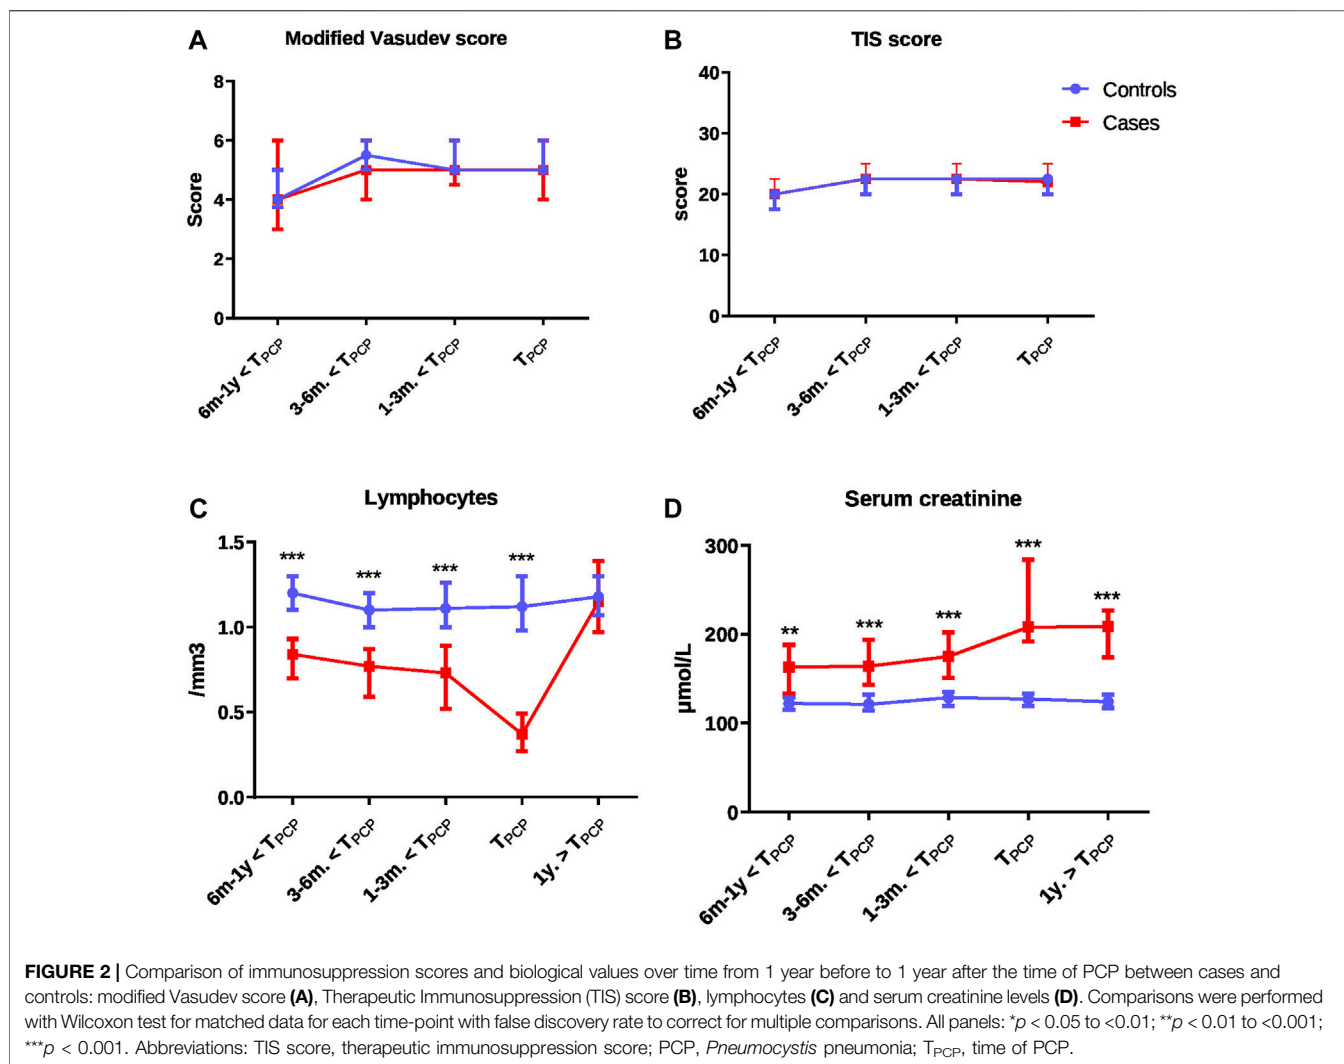 A Modified Vasudev score
8
6
4
2
0
Score
6m-1y < TPCP
3-6m. < TPCP
1-3m. < TPCP
TPCP
B TIS score
40
30
20
10
0
score
6m-1y < TPCP
3-6m. < TPCP
1-3m. < TPCP
TPCP
Controls
Cases
C Lymphocytes
1.5
1.0
0.5
0.0
/mm3
*** *** *** ***
6m-1y < TPCP
3-6m. < TPCP
1-3m. < TPCP
TPCP
1y. > TPCP
D Serum creatinine
300
200
100
0
µmol/L
** *** *** *** ***
6m-1y < TPCP
3-6m. < TPCP
1-3m. < TPCP
TPCP
1y. > TPCP
FIGURE 2 | Comparison of immunosuppression scores and biological values over time from 1 year before to 1 year after the time of PCP between cases and
controls: modified Vasudev score (A), Therapeutic Immunosuppression (TIS) score (B), lymphocytes (C) and serum creatinine levels (D). Comparisons were performed
with Wilcoxon test for matched data for each time-point with false discovery rate to correct for multiple comparisons. All panels: *p < 0.05 to <0.01; **p < 0.01 to <0.001;
***p < 0.001. Abbreviations: TIS score, therapeutic immunosuppression score; PCP, Pneumocystis pneumonia; TPCP, time of PCP.